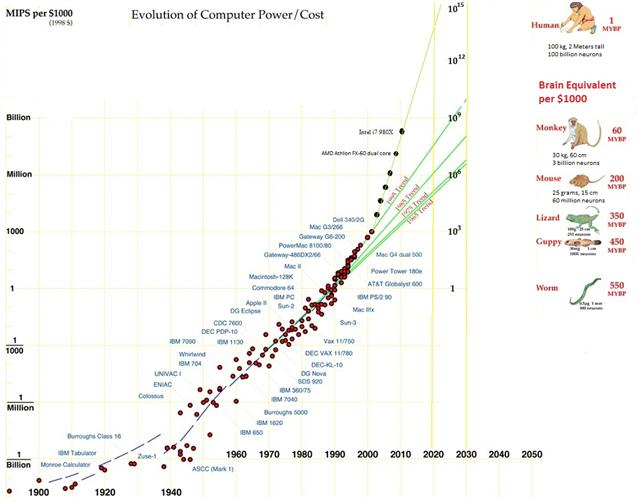 MIPS per $1000
(1998 $)
Evolution of Computer Power/Cost
10^15
10^12
Billion
10^9
Intel i7 980X
AMD Athlon FX-60 dual core
Million
10^6
1995 Trend
1985 Trend
1975 Trend
1965 Trend
1000
10^3
Dell 340/2G
Mac G3/266
Gateway G6-200
PowerMac 8100/80
Gateway-486DX2/66
Mac II
Macintosh-128K
Commodore 64
IBM PC
Apple II
Sun-2
DG Eclipse
CDC 7600
DEC PDP-10
IBM 7090
IBM 1130
Whirlwind
IBM 704
UNIVAC I
ENIAC
Colossus
Burroughs Class 16
IBM Tabulator
Monroe Calculator
Zuse-1
ASCC (Mark 1)
Mac G4 dual 500
Power Tower 180e
AT&T Globalyst 600
IBM PS/2 90
Mac IIfx
Sun-3
Vax 11/750
DEC VAX 11/780
DEC-KL-10
DG Nova
SDS 920
IBM 360/75
IBM 7040
Burroughs 5000
IBM 1620
IBM 650
1
1
1
1000
1
Million
1
Billion
1900
1920
1940
1960
1970
1980
1990
2000
2010
2020
2030
2040
2050
Human
1
MYBP
100 kg, 2 Meters tall
100 billion neurons
Brain Equivalent
per $1000
Monkey
60
MYBP
30 kg, 60 cm
3 billion neurons
Mouse
200
MYBP
25 grams, 15 cm
60 million neurons
Lizard
350
MYBP
Guppy
450
MYBP
Worm
550
MYBP